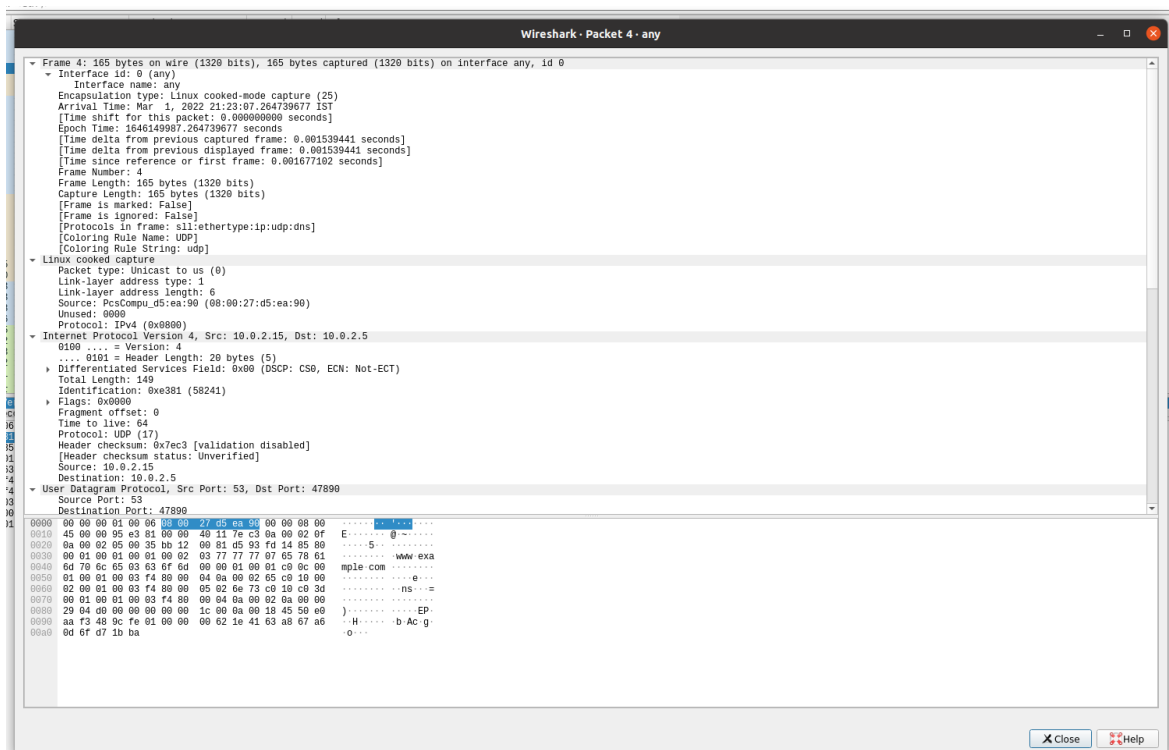 Wireshark · Packet 4 · any
Frame 4: 165 bytes on wire (1320 bits), 165 bytes captured (1320 bits) on interface any, id 0
Interface id: 0 (any)
Interface name: any
Encapsulation type: Linux cooked-mode capture (25)
Arrival Time: Mar  1, 2022 21:23:07.264739677 IST
[Time shift for this packet: 0.000000000 seconds]
Epoch Time: 1646149987.264739677 seconds
[Time delta from previous captured frame: 0.001539441 seconds]
[Time delta from previous displayed frame: 0.001539441 seconds]
[Time since reference or first frame: 0.001677102 seconds]
Frame Number: 4
Frame Length: 165 bytes (1320 bits)
Capture Length: 165 bytes (1320 bits)
[Frame is marked: False]
[Frame is ignored: False]
[Protocols in frame: sll:ethertype:ip:udp:dns]
[Coloring Rule Name: UDP]
[Coloring Rule String: udp]
Linux cooked capture
Packet type: Unicast to us (0)
Link-layer address type: 1
Link-layer address length: 6
Source: PcsCompu_d5:ea:90 (08:00:27:d5:ea:90)
Unused: 0000
Protocol: IPv4 (0x0800)
Internet Protocol Version 4, Src: 10.0.2.15, Dst: 10.0.2.5
0100 .... = Version: 4
.... 0101 = Header Length: 20 bytes (5)
Differentiated Services Field: 0x00 (DSCP: CS0, ECN: Not-ECT)
Total Length: 149
Identification: 0xe381 (58241)
Flags: 0x0000
Fragment offset: 0
Time to live: 64
Protocol: UDP (17)
Header checksum: 0x7ec3 [validation disabled]
[Header checksum status: Unverified]
Source: 10.0.2.15
Destination: 10.0.2.5
User Datagram Protocol, Src Port: 53, Dst Port: 47890
Source Port: 53
Destination Port: 47890
0000 00 00 00 01 00 06 08 00 27 d5 ea 90 00 00 08 00 ········'·······
0010 45 00 00 95 e3 81 00 00 40 11 7e c3 0a 00 02 0f E·······@·~·····
0020 0a 00 02 05 00 35 bb 12 00 81 d5 93 fd 14 85 80 ·····5··········
0030 00 01 00 01 00 01 00 02 03 77 77 77 07 65 78 61 ·········www·exa
0040 6d 70 6c 65 03 63 6f 6d 00 00 01 00 01 c0 0c 00 mple·com········
0050 01 00 01 00 03 f4 80 00 04 0a 00 02 65 c0 10 00 ············e···
0060 02 00 01 00 03 f4 80 00 05 02 6e 73 c0 10 c0 3d ··········ns···=
0070 00 01 00 01 00 03 f4 80 00 04 0a 00 02 0a 00 00 ················
0080 29 04 d0 00 00 00 00 00 1c 00 0a 00 18 45 50 e0 )············EP·
0090 aa f3 48 9c fe 01 00 00 00 62 1e 41 63 a8 67 a6 ··H······b·Ac·g·
00a0 0d 6f d7 1b ba ·o···
Close
Help